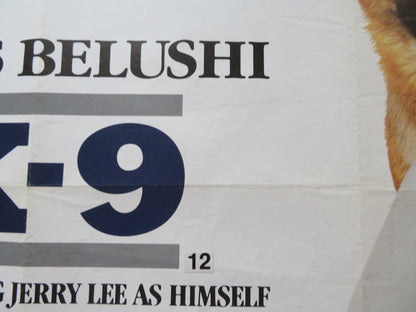 S BELUSHI
K-9
12
G JERRY LEE AS HIMSELF